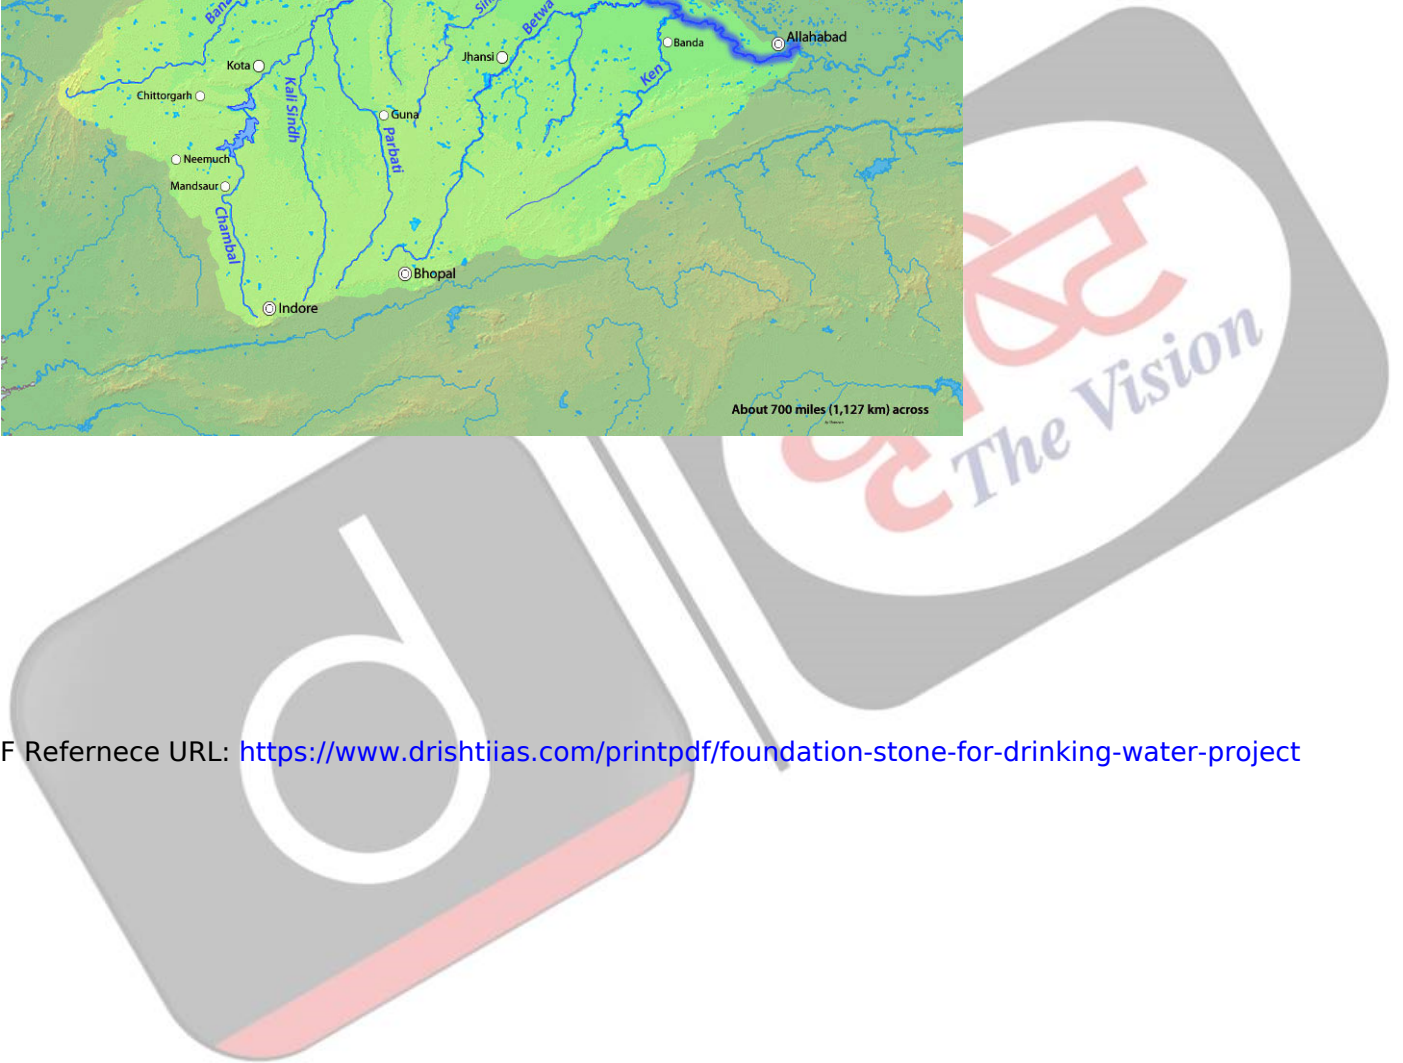 Bana
Sin
Betwa
Allahabad
Banda
Jhansi
Kota
Ken
Kali Sindh
Chittorgarh
Guna
Parbati
Neemuch
Mandsaur
Chambal
Bhopal
Indore
About 700 miles (1,127 km) across
The Vision
F Refernece URL: https://www.drishtiias.com/printpdf/foundation-stone-for-drinking-water-project